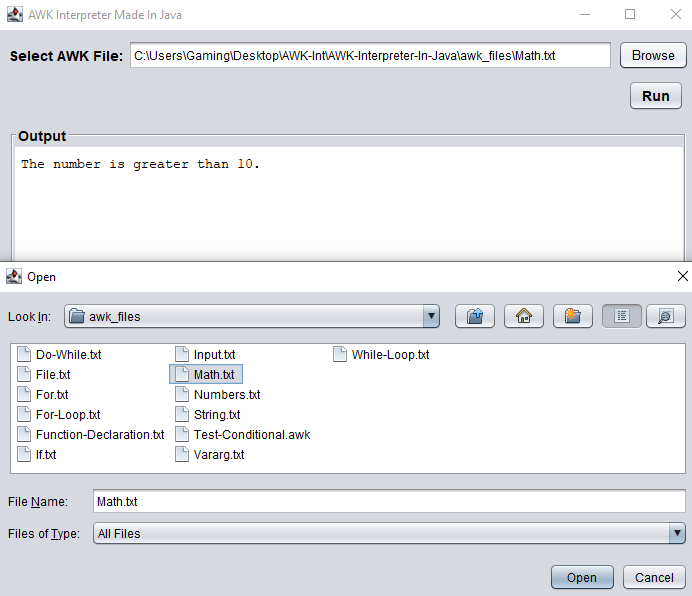 AWK Interpreter Made In Java
Select AWK File: C:\Users\Gaming\Desktop\AWK-Int\AWK-Interpreter-In-Java\awk_files\Math.txt Browse
Run
Output
The number is greater than 10.
Open
Look In: awk_files
Do-While.txt Input.txt While-Loop.txt
File.txt Math.txt
For.txt Numbers.txt
For-Loop.txt String.txt
Function-Declaration.txt Test-Conditional.awk
If.txt Vararg.txt
File Name: Math.txt
Files of Type: All Files
Open Cancel